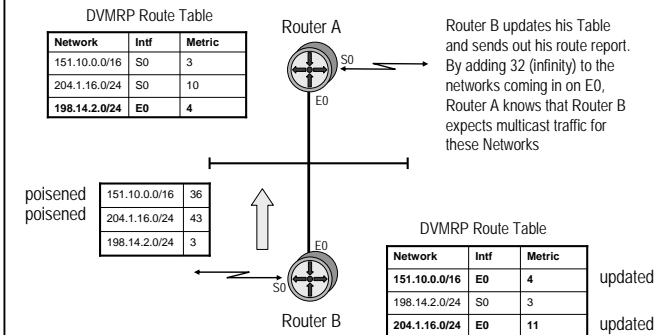 DVMRP Route Table
Network Intf Metric
151.10.0.0/16 S0 3
204.1.16.0/24 S0 10
198.14.2.0/24 E0 4
Router A
S0
E0
Router B updates his Table
and sends out his route report.
By adding 32 (infinity) to the
networks coming in on E0,
Router A knows that Router B
expects multicast traffic for
these Networks
poisened 151.10.0.0/16 36
poisened 204.1.16.0/24 43
198.14.2.0/24 3
E0
S0
Router B
DVMRP Route Table
Network Intf Metric
151.10.0.0/16 E0 4 updated
198.14.2.0/24 S0 3
204.1.16.0/24 E0 11 updated